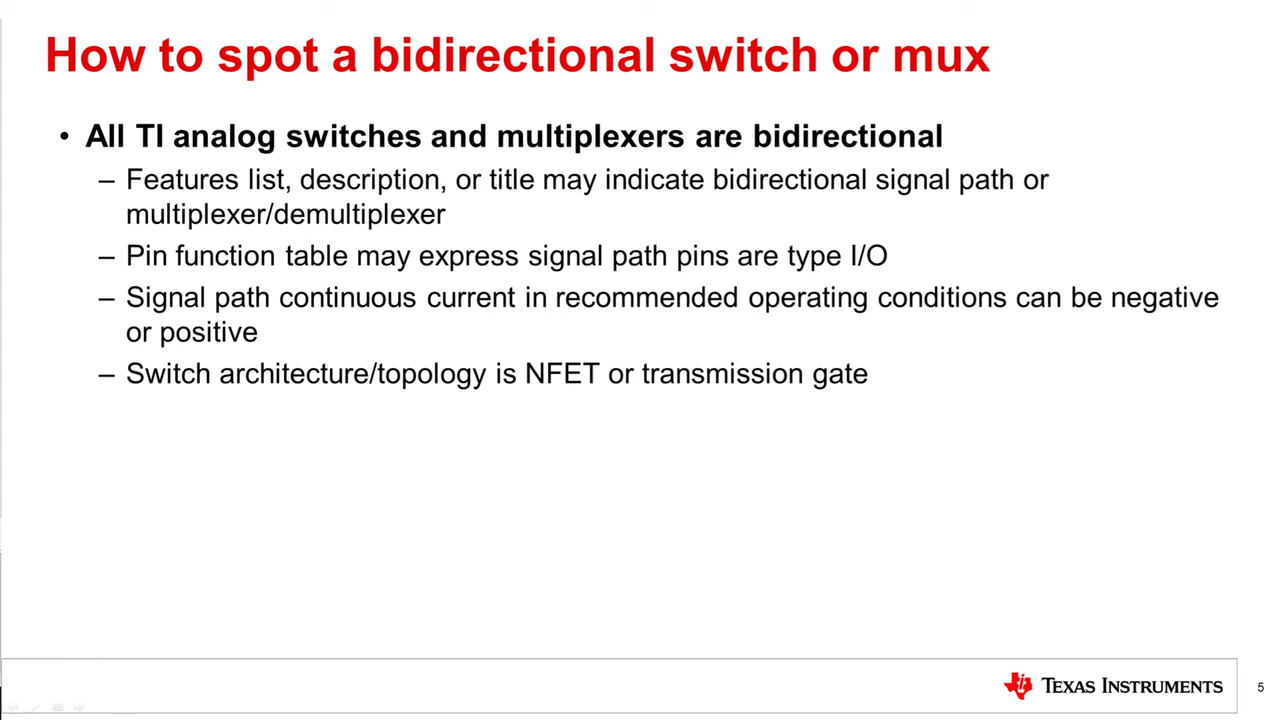 How to spot a bidirectional switch or mux
• All TI analog switches and multiplexers are bidirectional
– Features list, description, or title may indicate bidirectional signal path or
multiplexer/demultiplexer
– Pin function table may express signal path pins are type I/O
– Signal path continuous current in recommended operating conditions can be negative
or positive
– Switch architecture/topology is NFET or transmission gate
TEXAS INSTRUMENTS
5